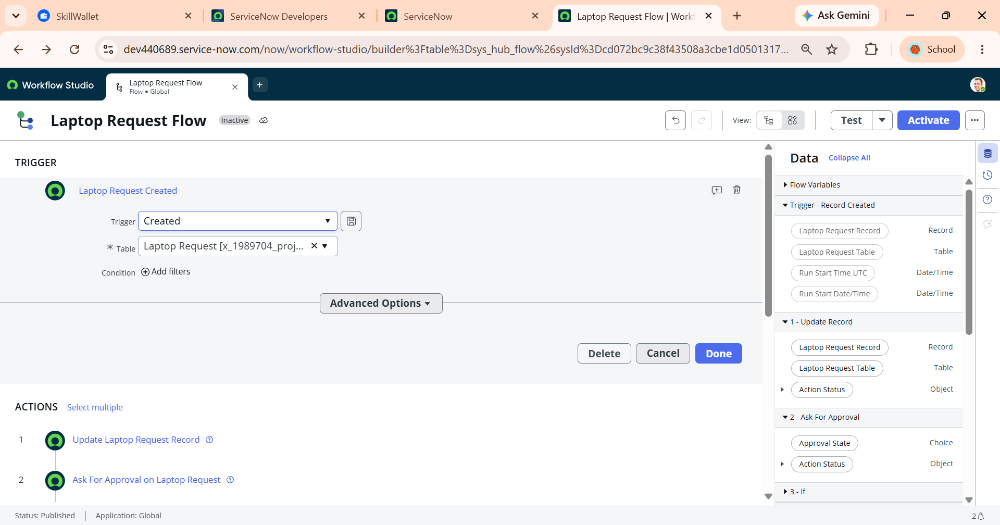 SkillWallet
ServiceNow Developers
ServiceNow
Laptop Request Flow | Workf
Ask Gemini
dev440689.service-now.com/now/workflow-studio/builder%3Ftable%3Dsys_hub_flow%26sysId%3Dcd072bc9c38f43508a3cbe1d0501317...
School
Workflow Studio
Laptop Request Flow
Flow • Global
Laptop Request Flow
Inactive
View:
Test
Activate
TRIGGER
Laptop Request Created
Trigger
Created
* Table
Laptop Request [x_1989704_proj...
Condition
Add filters
Advanced Options
Delete
Cancel
Done
ACTIONS
Select multiple
1
Update Laptop Request Record
2
Ask For Approval on Laptop Request
Data
Collapse All
Flow Variables
Trigger - Record Created
Laptop Request Record
Record
Laptop Request Table
Table
Run Start Time UTC
Date/Time
Run Start Date/Time
Date/Time
1 - Update Record
Laptop Request Record
Record
Laptop Request Table
Table
Action Status
Object
2 - Ask For Approval
Approval State
Choice
Action Status
Object
3 - If
Status: Published
Application: Global
2